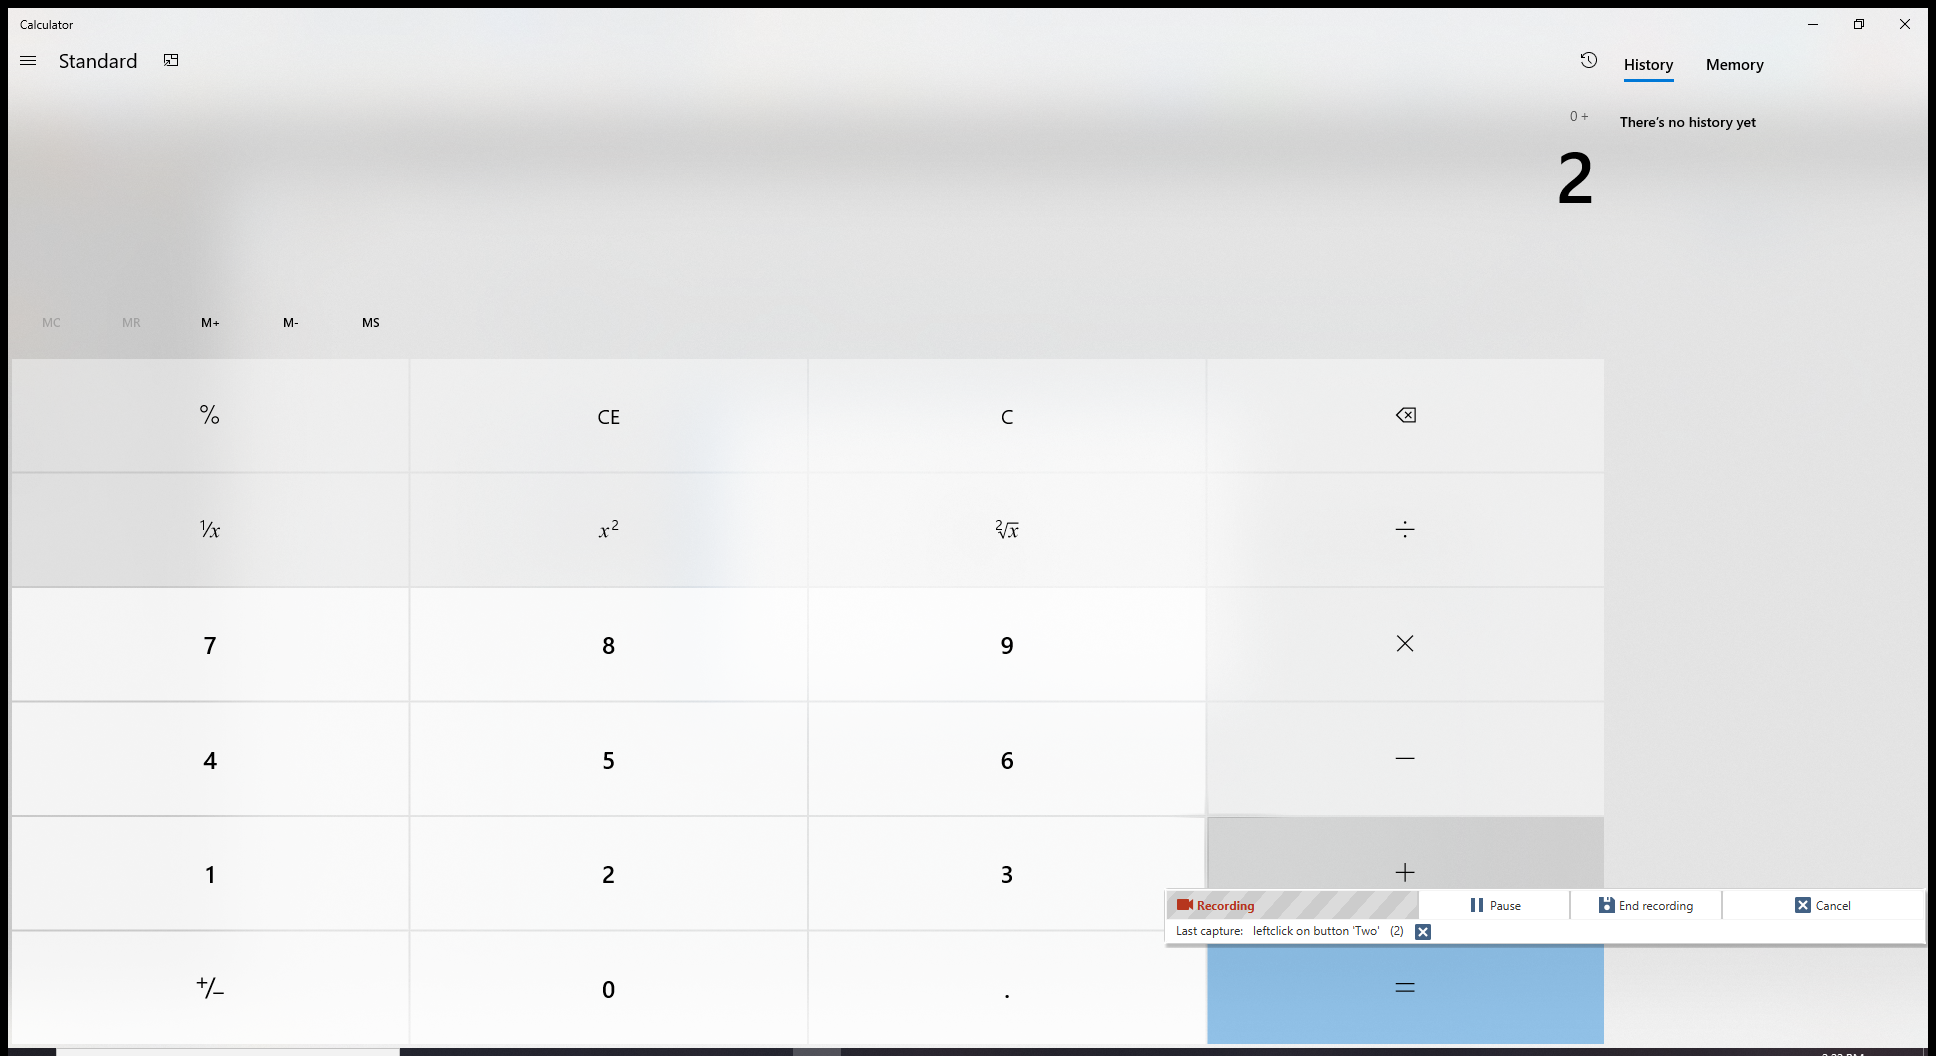 Calculator
Standard
History Memory
0 +
There's no history yet
2
MC MR M+ M- MS
% CE C
1/x x2 2√x ÷
7 8 9 ×
4 5 6 −
1 2 3 +
Recording Pause End recording Cancel
Last capture: leftclick on button 'Two' (2)
+/− 0 . =